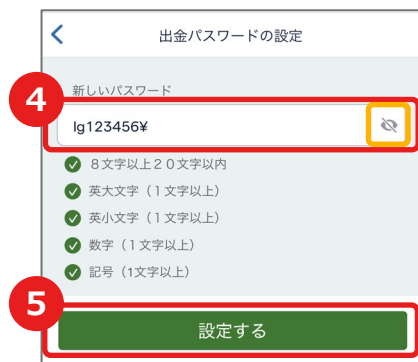 出金パスワードの設定
4
新しいパスワード
Ig123456¥
8文字以上20文字以内
英大文字（1文字以上）
英小文字（1文字以上）
数字（1文字以上）
記号（1文字以上）
5
設定する